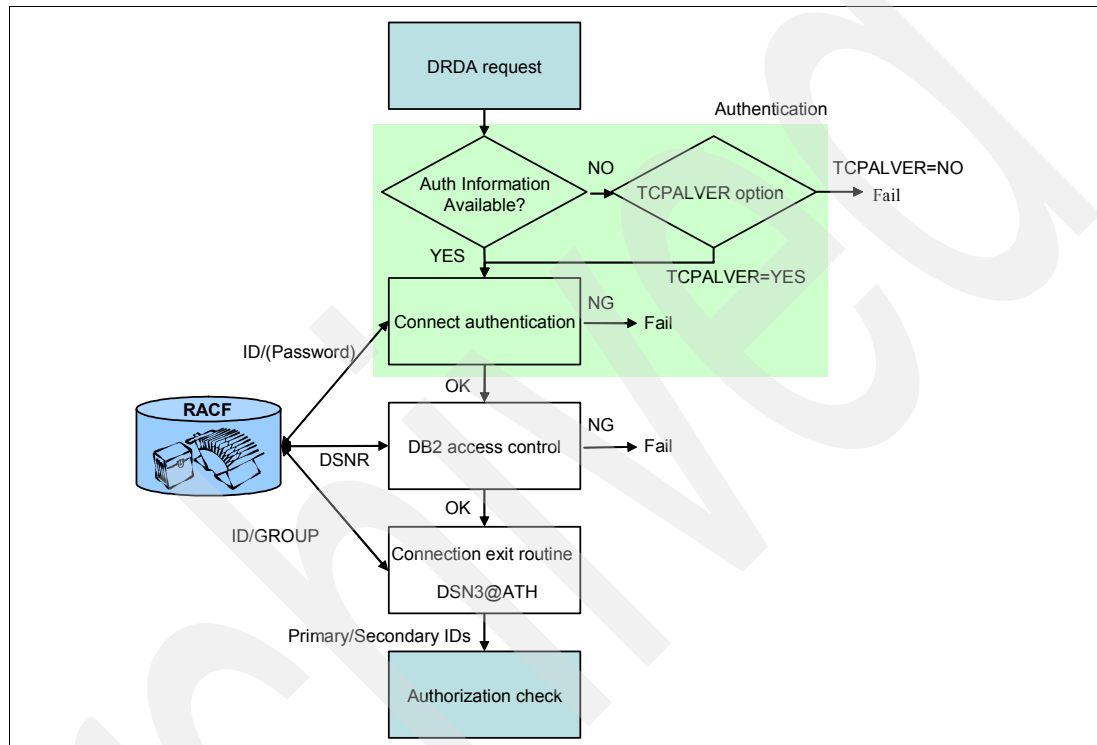 DRDA request
Authentication
Auth Information
Available?
NO
TCPALVER option
TCPALVER=NO
Fail
YES
TCPALVER=YES
Connect authentication
NG
Fail
ID/(Password)
OK
RACF
DSNR
DB2 access control
NG
Fail
OK
ID/GROUP
Connection exit routine
DSN3@ATH
Primary/Secondary IDs
Authorization check